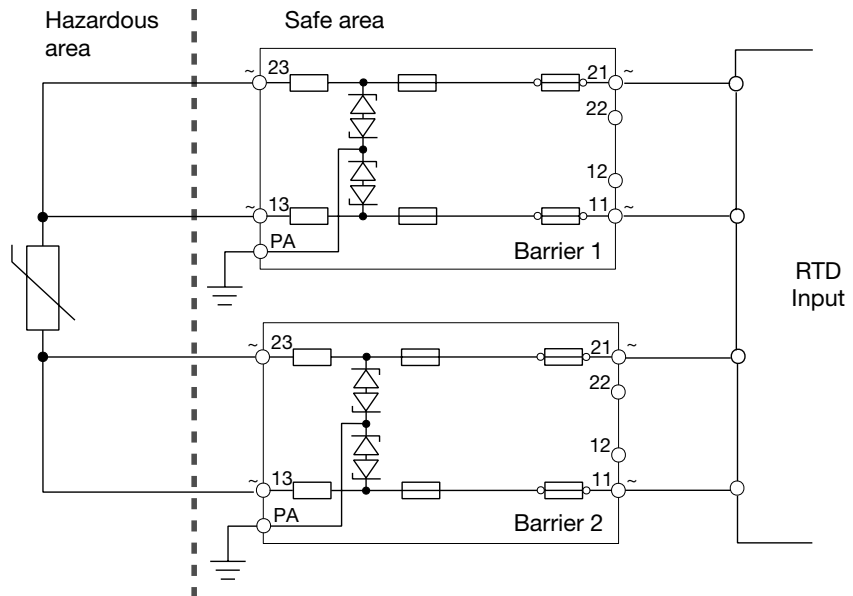 Hazardous
area
Safe area
~ 23
21 ~
22
12
~ 13
11 ~
PA
Barrier 1
RTD
Input
~ 23
21 ~
22
12
~ 13
11 ~
PA
Barrier 2